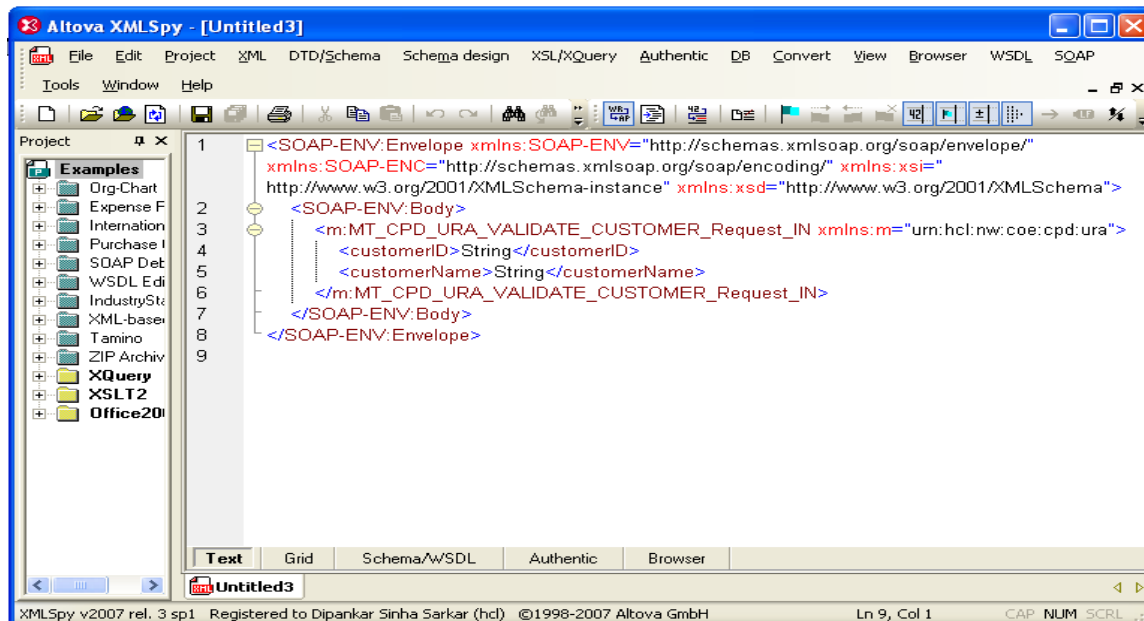 Altova XMLSpy - [Untitled3]
File Edit Project XML DTD/Schema Schema design XSL/XQuery Authentic DB Convert View Browser WSDL SOAP
Tools Window Help
Project
Examples
Org-Chart
Expense F
Internation
Purchase
SOAP Det
WSDL Edi
IndustrySta
XML-base
Tamino
ZIP Archiv
XQuery
XSLT2
Office20
1 <SOAP-ENV:Envelope xmlns:SOAP-ENV="http://schemas.xmlsoap.org/soap/envelope/"
xmlns:SOAP-ENC="http://schemas.xmlsoap.org/soap/encoding/" xmlns:xsi="
http://www.w3.org/2001/XMLSchema-instance" xmlns:xsd="http://www.w3.org/2001/XMLSchema">
2 <SOAP-ENV:Body>
3 <m:MT_CPD_URA_VALIDATE_CUSTOMER_Request_IN xmlns:m="urn:hcl:nw:coe:cpd:ura">
4 <customerID>String</customerID>
5 <customerName>String</customerName>
6 </m:MT_CPD_URA_VALIDATE_CUSTOMER_Request_IN>
7 </SOAP-ENV:Body>
8 </SOAP-ENV:Envelope>
9
Text Grid Schema/WSDL Authentic Browser
Untitled3
XMLSpy v2007 rel. 3 sp1 Registered to Dipankar Sinha Sarkar (hcl) ©1998-2007 Altova GmbH Ln 9, Col 1 CAP NUM SCRL